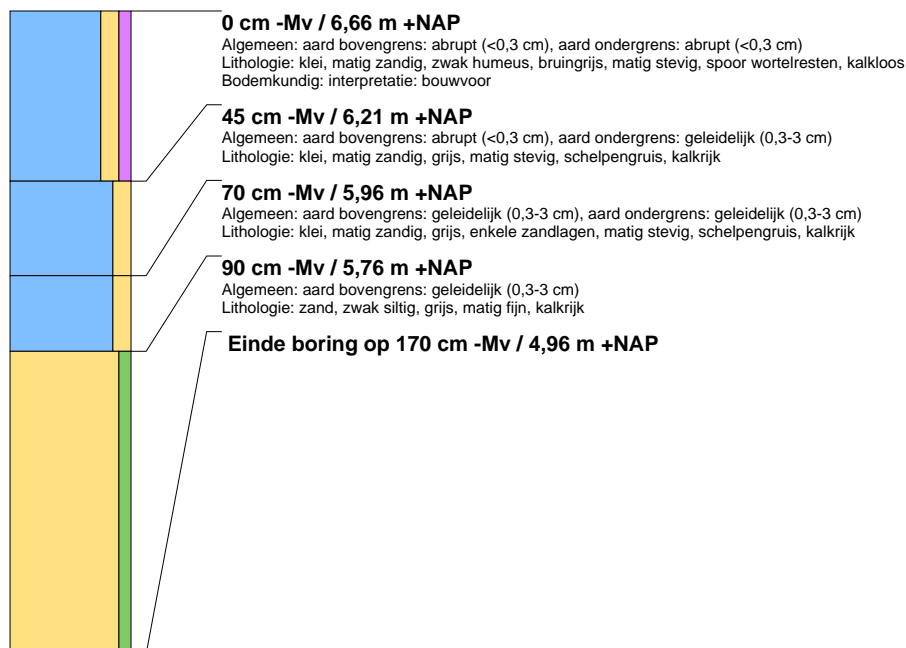 0 cm -Mv / 6,66 m +NAP
Algemeen: aard bovengrens: abrupt (<0,3 cm), aard ondergrens: abrupt (<0,3 cm)
Lithologie: klei, matig zandig, zwak humeus, bruingrijs, matig stevig, spoor wortelresten, kalkloos
Bodemkundig: interpretatie: bouwvoor
45 cm -Mv / 6,21 m +NAP
Algemeen: aard bovengrens: abrupt (<0,3 cm), aard ondergrens: geleidelijk (0,3-3 cm)
Lithologie: klei, matig zandig, grijs, matig stevig, schelpengruis, kalkrijk
70 cm -Mv / 5,96 m +NAP
Algemeen: aard bovengrens: geleidelijk (0,3-3 cm), aard ondergrens: geleidelijk (0,3-3 cm)
Lithologie: klei, matig zandig, grijs, enkele zandlagen, matig stevig, schelpengruis, kalkrijk
90 cm -Mv / 5,76 m +NAP
Algemeen: aard bovengrens: geleidelijk (0,3-3 cm)
Lithologie: zand, zwak siltig, grijs, matig fijn, kalkrijk
Einde boring op 170 cm -Mv / 4,96 m +NAP